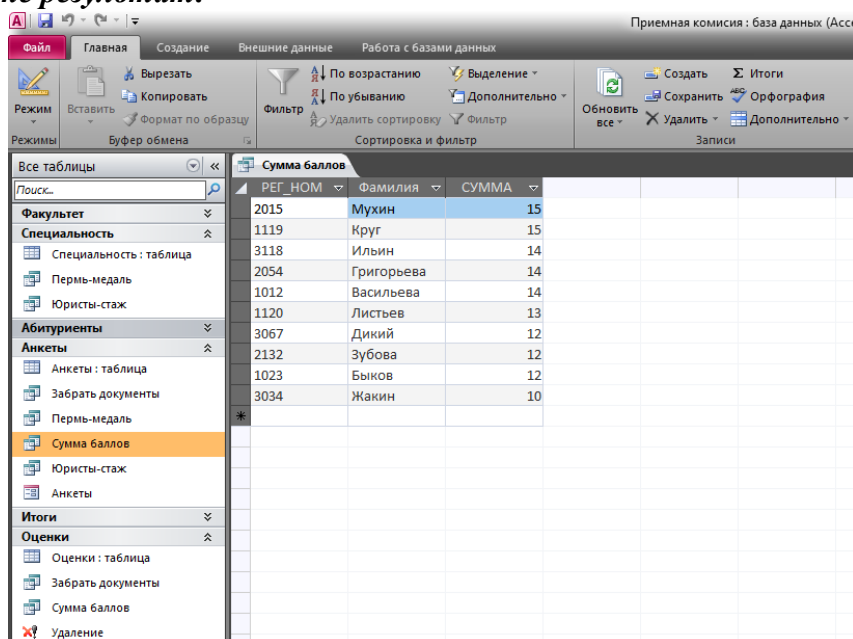 результат.
Приемная комисия : база данных (Acce
Файл Главная Создание Внешние данные Работа с базами данных
Режим
Вставить
Вырезать
Копировать
Формат по образцу
Фильтр
По возрастанию
По убыванию
Удалить сортировку
Выделение
Дополнительно
Фильтр
Обновить
все
Создать
Сохранить
Удалить
Итоги
Орфография
Дополнительно
Режимы Буфер обмена Сортировка и фильтр Записи
Все таблицы
Поиск...
Факультет
Специальность
Специальность : таблица
Пермь-медаль
Юристы-стаж
Абитуриенты
Анкеты
Анкеты : таблица
Забрать документы
Пермь-медаль
Сумма баллов
Юристы-стаж
Анкеты
Итоги
Оценки
Оценки : таблица
Забрать документы
Сумма баллов
Удаление
Сумма баллов
РЕГ_НОМ Фамилия СУММА
2015 Мухин 15
1119 Круг 15
3118 Ильин 14
2054 Григорьева 14
1012 Васильева 14
1120 Листьев 13
3067 Дикий 12
2132 Зубова 12
1023 Быков 12
3034 Жакин 10